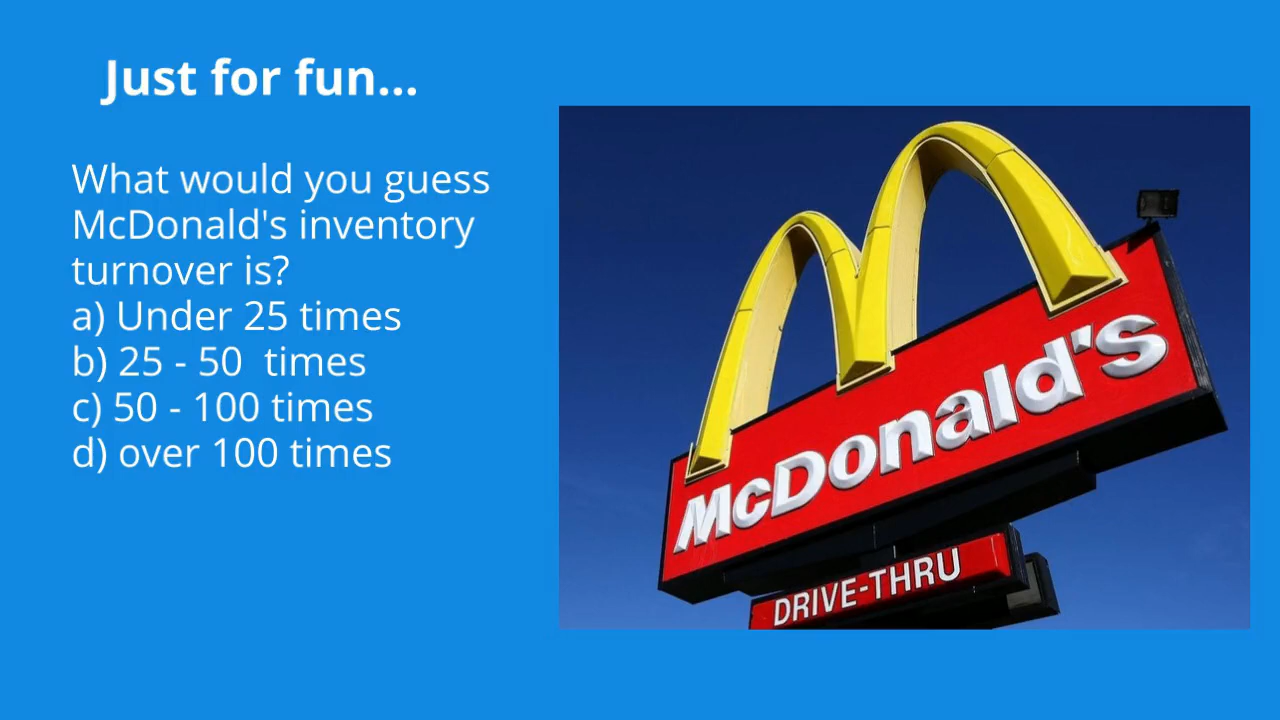 Just for fun...
What would you guess
McDonald's inventory
turnover is?
a) Under 25 times
b) 25 - 50  times
c) 50 - 100 times
d) over 100 times
McDonald's
DRIVE-THRU